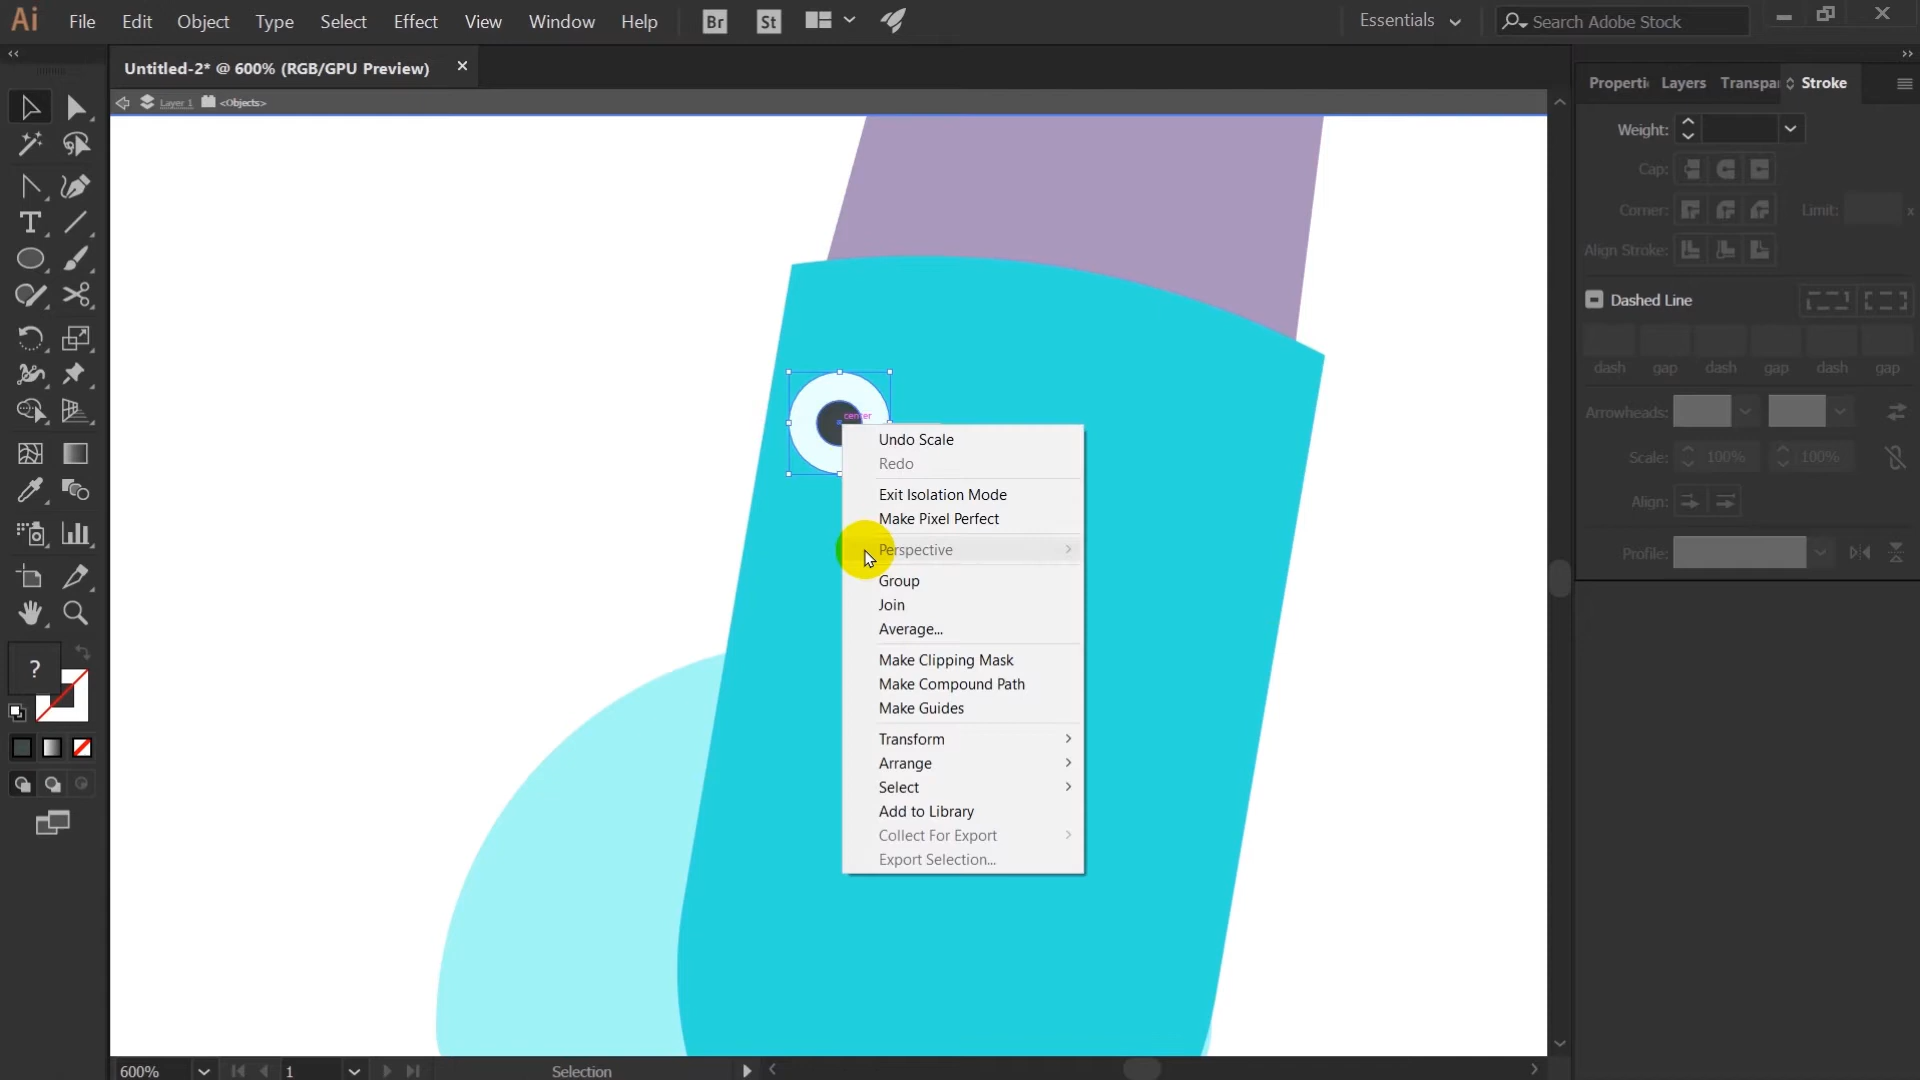 Ai File Edit Object Type Select Effect View Window Help Br St Essentials Search Adobe Stock
Untitled-2* @ 600% (RGB/GPU Preview)
Layer 1 <Objects>
Properti Layers Transpar Stroke
Weight:
Cap:
Corner: Limit: x
Align Stroke:
Dashed Line
dash gap dash gap dash gap
Arrowheads:
Scale: 100% 100%
Align:
Profile:
center
Undo Scale
Redo
Exit Isolation Mode
Make Pixel Perfect
Perspective
Group
Join
Average...
Make Clipping Mask
Make Compound Path
Make Guides
Transform
Arrange
Select
Add to Library
Collect For Export
Export Selection...
?
600% 1 Selection